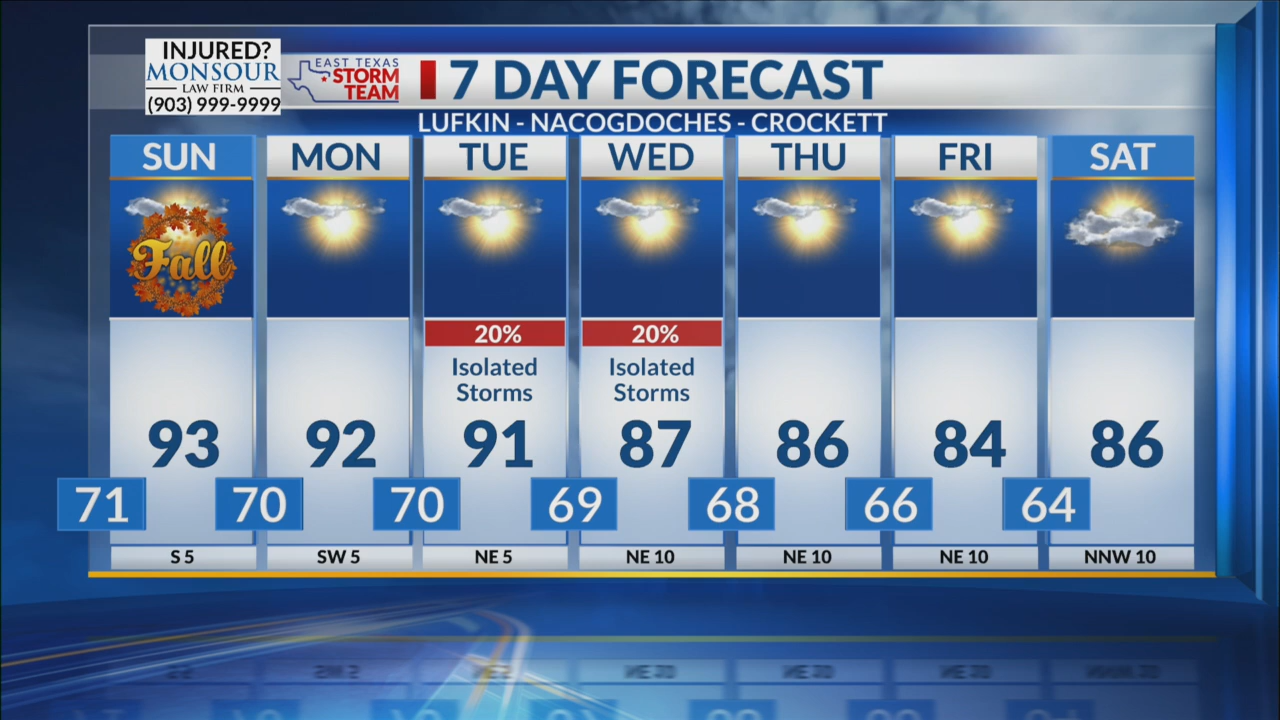 INJURED?
MONSOUR
LAW FIRM
(903) 999-9999
EAST TEXAS
STORM
TEAM
7 DAY FORECAST
LUFKIN - NACOGDOCHES - CROCKETT
SUN MON TUE WED THU FRI SAT
Fall
20% 20%
Isolated Isolated
Storms Storms
93 92 91 87 86 84 86
71 70 70 69 68 66 64
S 5 SW 5 NE 5 NE 10 NE 10 NE 10 NNW 10